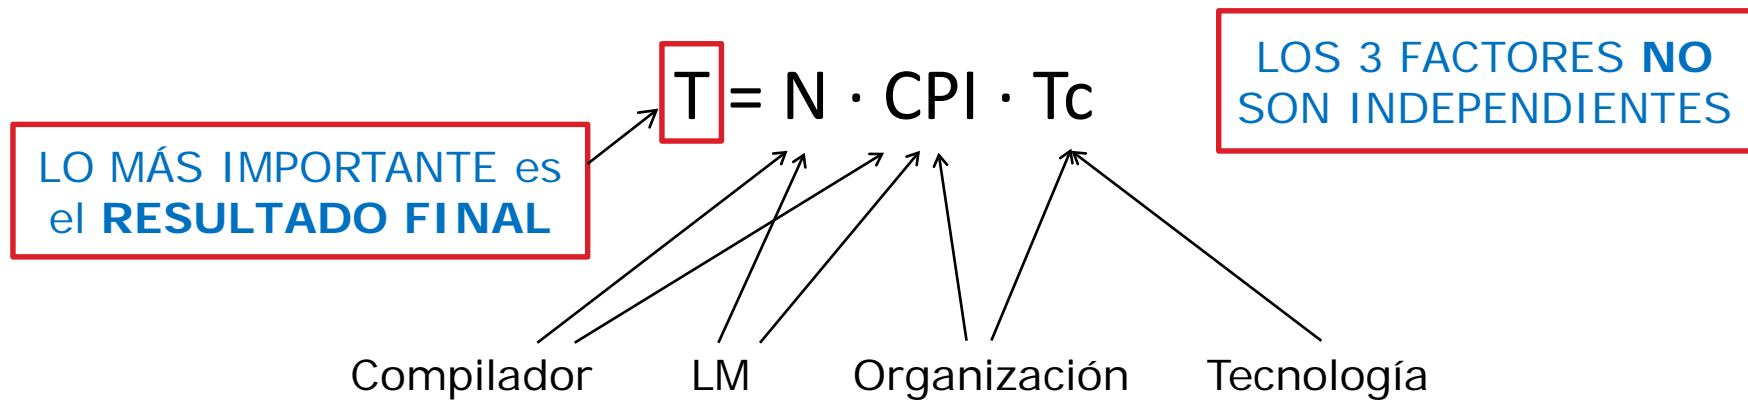 T = N · CPI · Tc
LOS 3 FACTORES NO
SON INDEPENDIENTES
LO MÁS IMPORTANTE es
el RESULTADO FINAL
Compilador LM Organización Tecnología